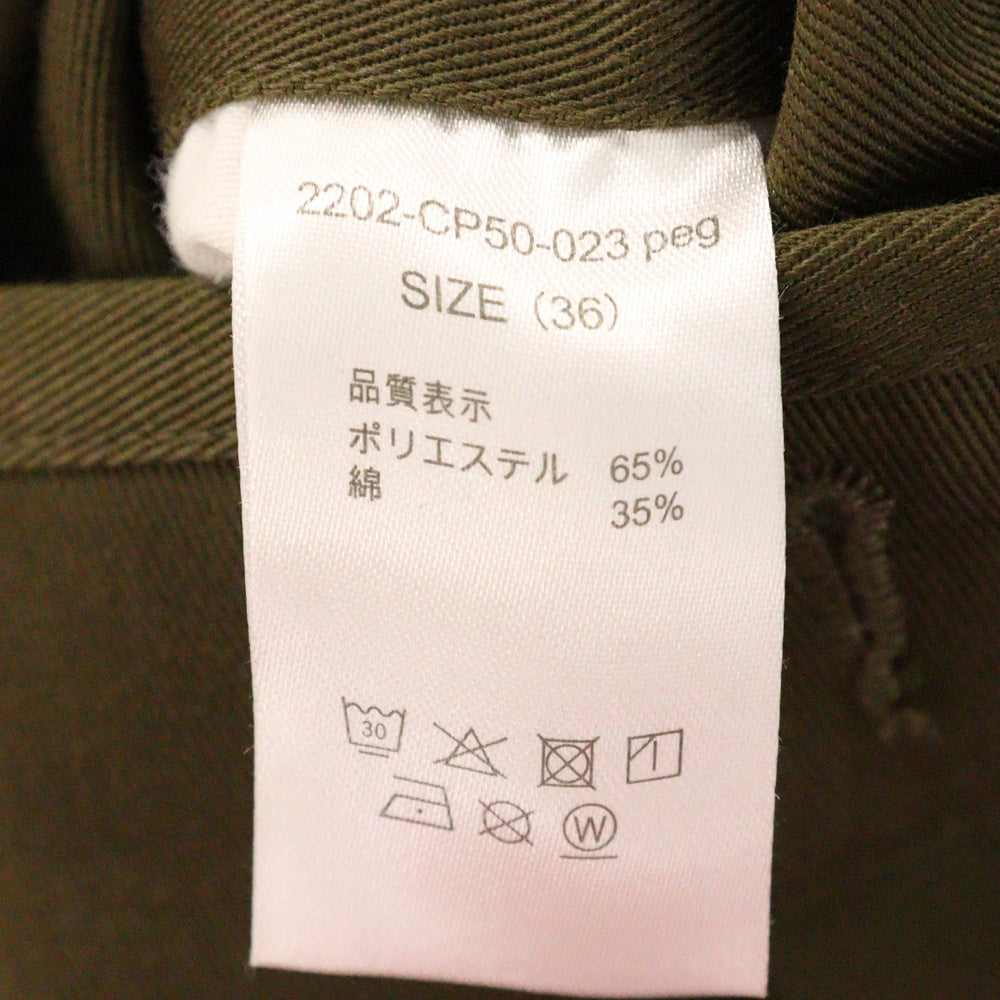 2202-CP50-023 peg
SIZE（36）
品質表示
ポリエステル 65%
綿 35%
30
W